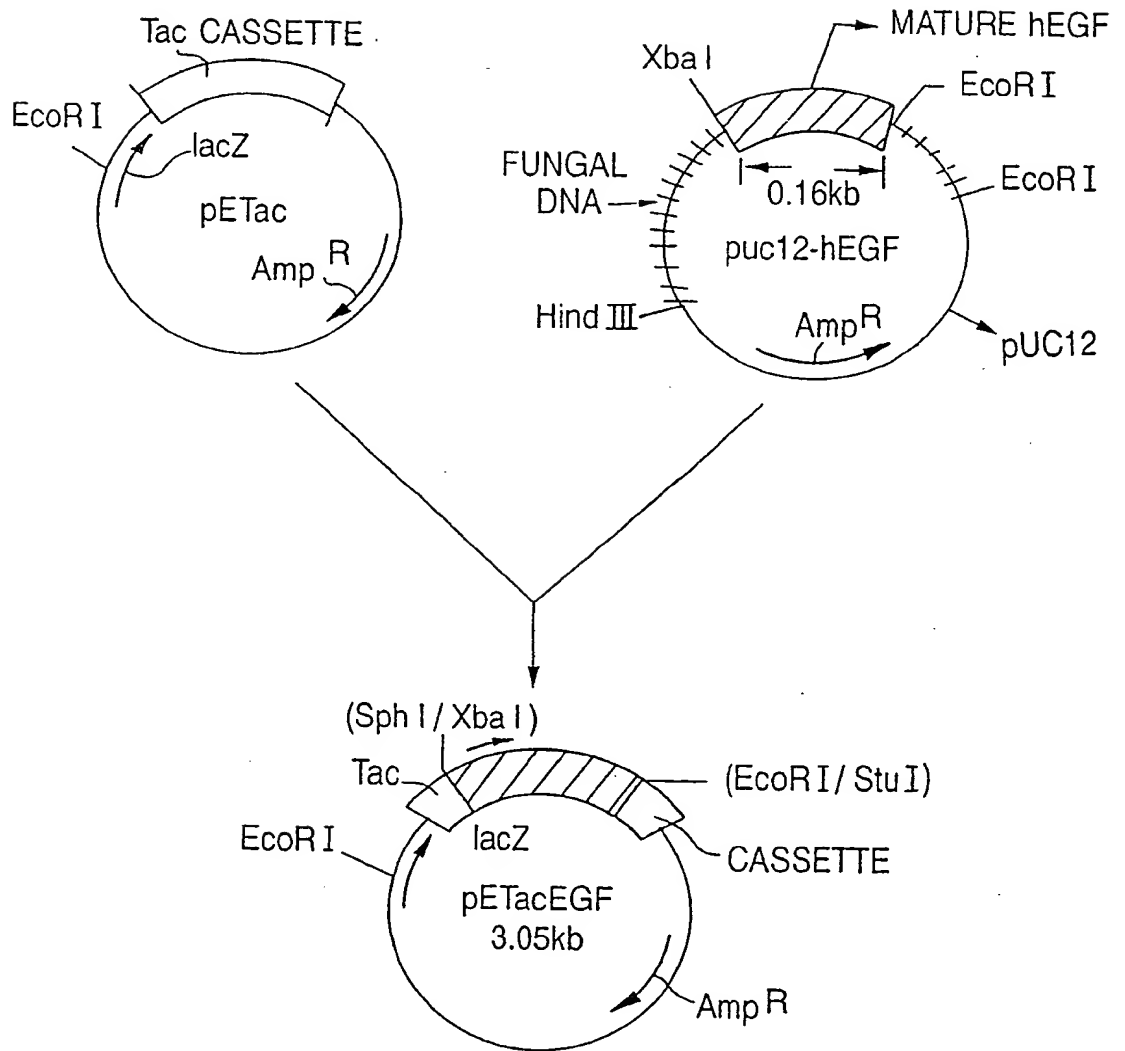 Tac CASSETTE
EcoR I
lacZ
pETac
Amp R
MATURE hEGF
Xba I
EcoR I
EcoR I
FUNGAL
DNA
0.16kb
puc12-hEGF
Hind III
Amp R
pUC12
(Sph I / Xba I)
Tac
(EcoR I / Stu I)
EcoR I
lacZ
CASSETTE
pETacEGF
3.05kb
Amp R